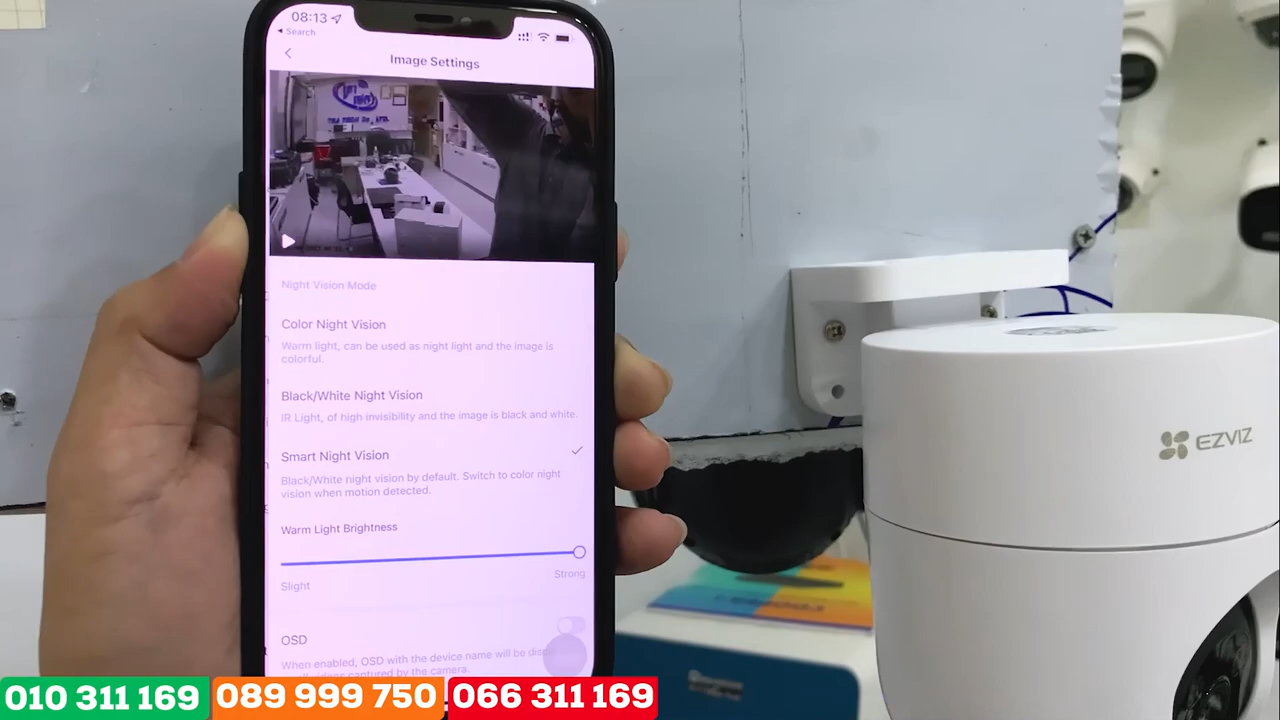 08:13
Search
Image Settings
Night Vision Mode
Color Night Vision
Warm light, can be used as night light and the image is
colorful.
Black/White Night Vision
IR Light, of high invisibility and the image is black and white.
Smart Night Vision
Black/White night vision by default. Switch to color night
vision when motion detected.
Warm Light Brightness
Slight
Strong
OSD
When enabled, OSD with the device name will be
captured by the camera.
EZVIZ
010 311 169
089 999 750
066 311 169